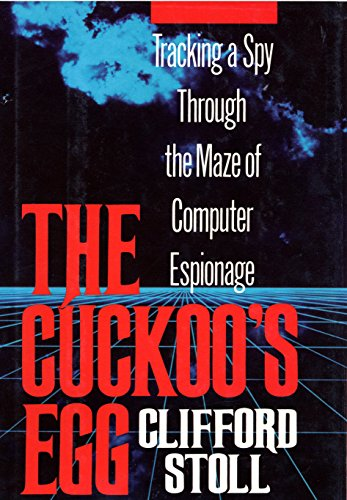 Tracking a Spy
Through
the Maze of
Computer
Espionage
THE
CUCKOO'S
EGG
CLIFFORD
STOLL